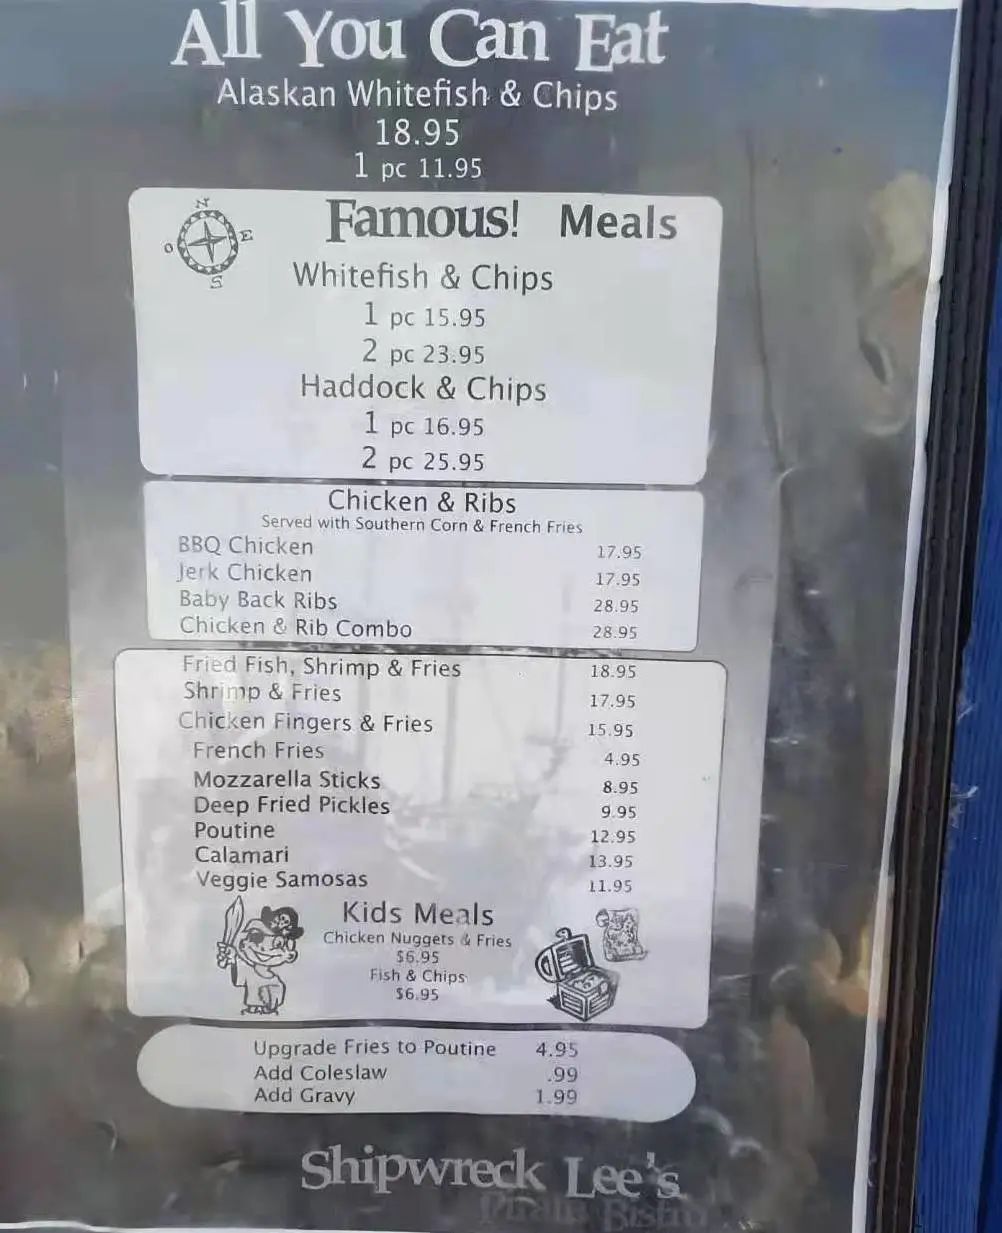 All You Can Eat
Alaskan Whitefish & Chips
18.95
1 pc 11.95
N
O E
S
Famous! Meals
Whitefish & Chips
1 pc 15.95
2 pc 23.95
Haddock & Chips
1 pc 16.95
2 pc 25.95
Chicken & Ribs
Served with Southern Corn & French Fries
BBQ Chicken 17.95
Jerk Chicken 17.95
Baby Back Ribs 28.95
Chicken & Rib Combo 28.95
Fried Fish, Shrimp & Fries 18.95
Shrimp & Fries 17.95
Chicken Fingers & Fries 15.95
French Fries 4.95
Mozzarella Sticks 8.95
Deep Fried Pickles 9.95
Poutine 12.95
Calamari 13.95
Veggie Samosas 11.95
Kids Meals
Chicken Nuggets & Fries
$6.95
Fish & Chips
$6.95
Upgrade Fries to Poutine 4.95
Add Coleslaw .99
Add Gravy 1.99
Shipwreck Lee's
Pirate Bistro